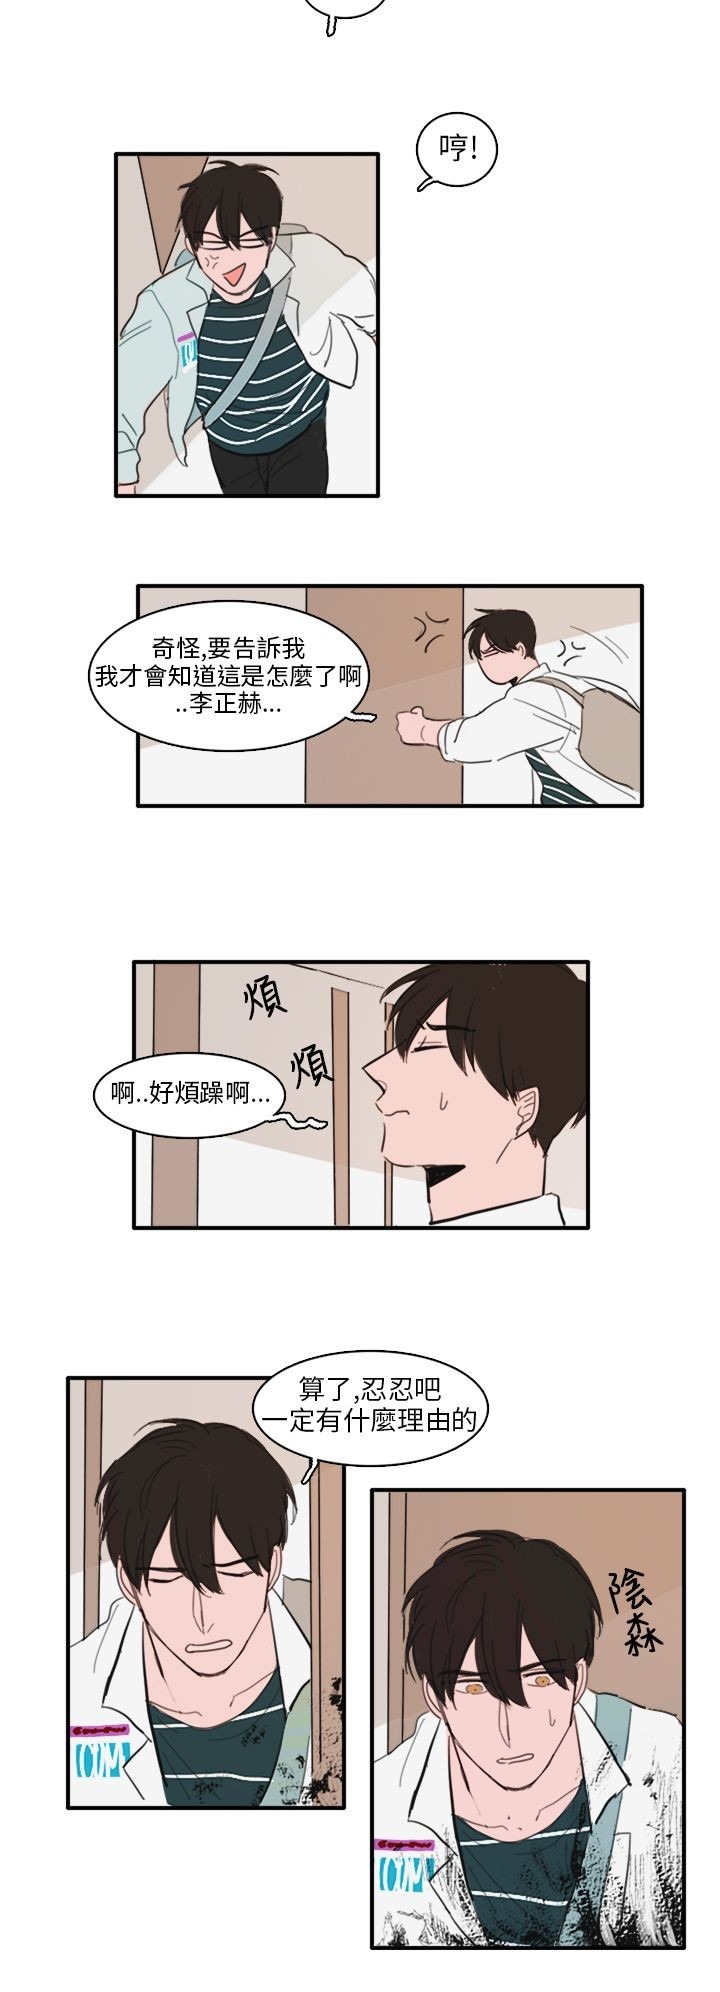 哼!
奇怪,要告訴我
我才會知道這是怎麼了啊
..李正赫...
煩
煩
啊..好煩躁啊...
算了,忍忍吧
一定有什麼理由的
陰森